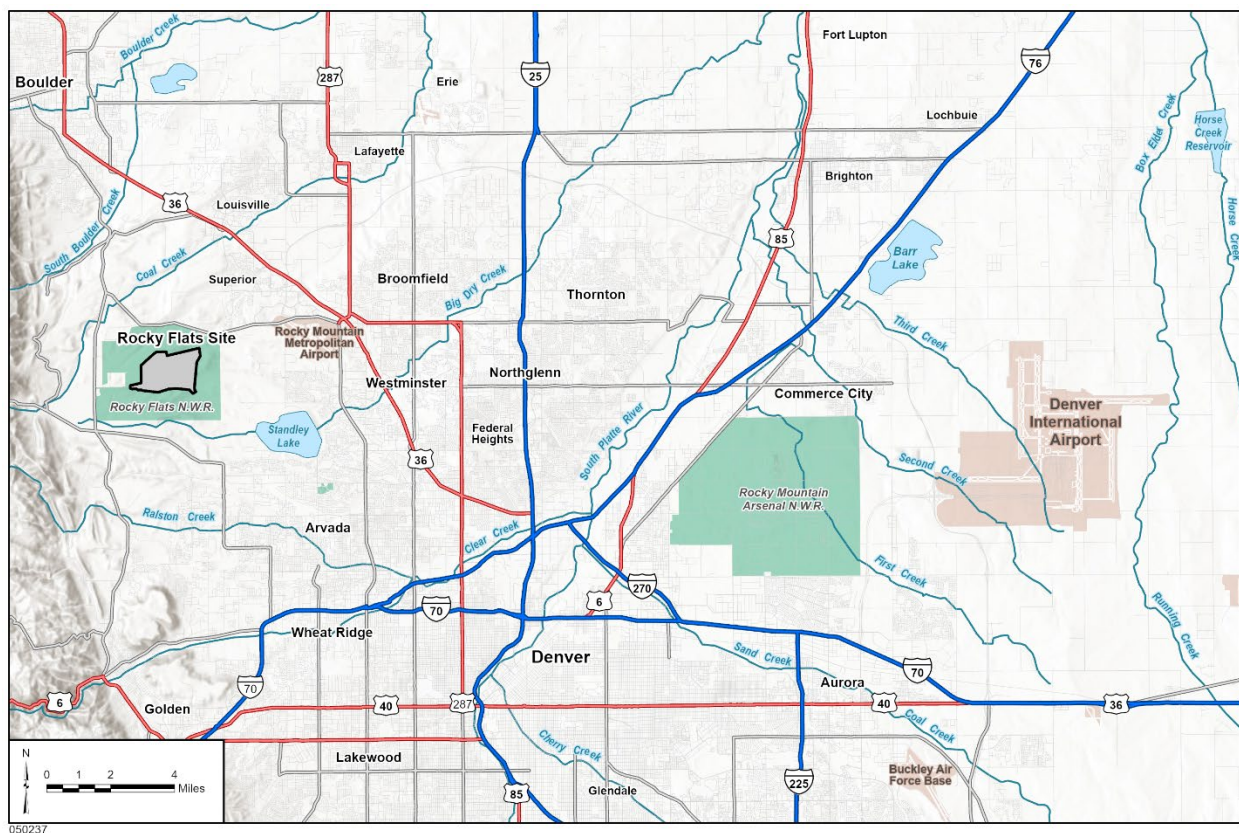 Boulder Creek
Boulder
287
Erie
25
Fort Lupton
76
Lochbuie
Box Elder Creek
Horse
Creek
Reservoir
Lafayette
Brighton
36
Louisville
South Boulder Creek
Coal Creek
85
Horse Creek
Superior
Broomfield
Big Dry Creek
Thornton
Barr
Lake
Rocky Flats Site
Rocky Mountain
Metropolitan
Airport
Third Creek
Westminster
Northglenn
Commerce City
Rocky Flats N.W.R.
Denver
International
Airport
Standley
Lake
Federal
Heights
36
South Platte River
Second Creek
Rocky Mountain
Arsenal N.W.R.
Ralston Creek
Arvada
Clear Creek
First Creek
270
6
70
Running Creek
Wheat Ridge
Denver
Sand Creek
70
70
Aurora
6
Golden
40
287
40
36
Coal Creek
Cherry Creek
Lakewood
Buckley Air
Force Base
N
0 1 2 4
Miles
85
Glendale
225
050237